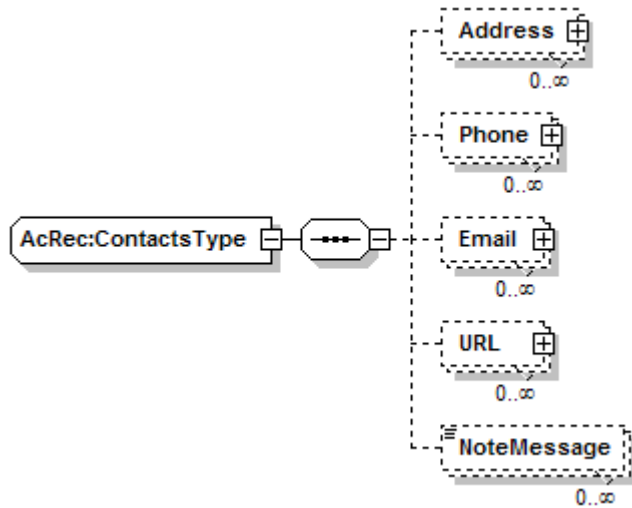 Address
0..∞
Phone
0..∞
AcRec:ContactsType
Email
0..∞
URL
0..∞
NoteMessage
0..∞